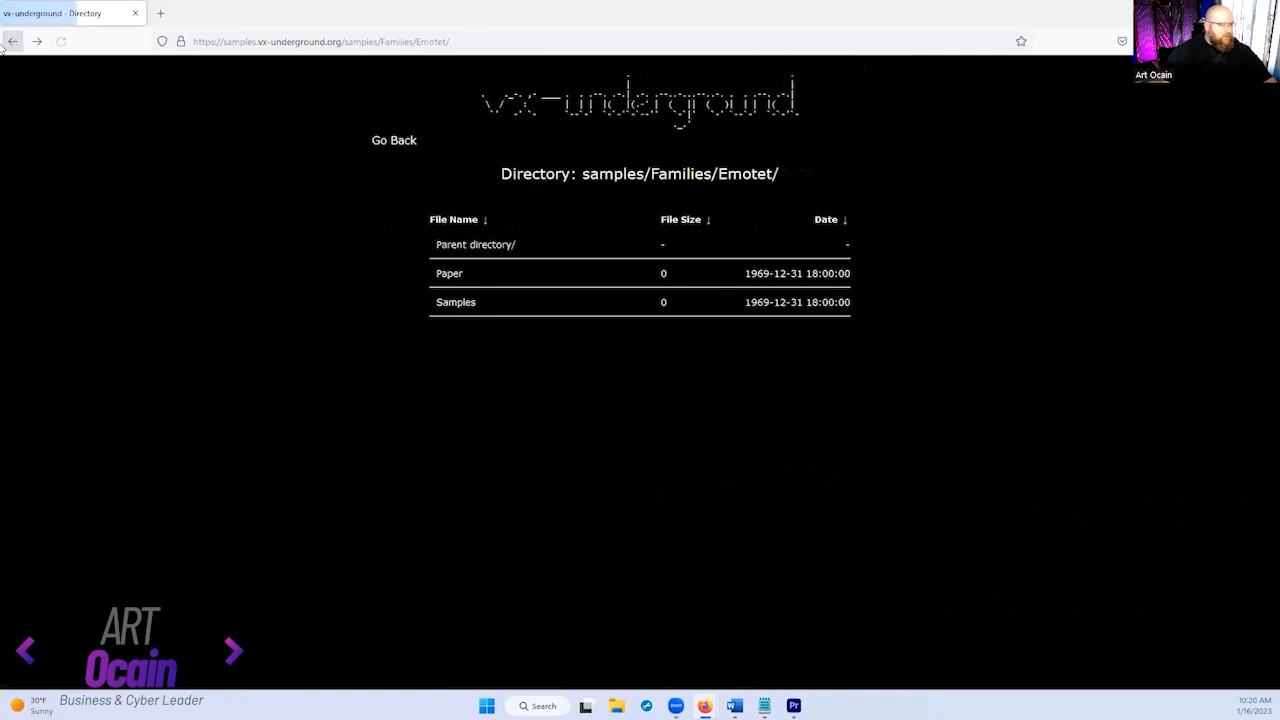 vx-underground - Directory
https://samples.vx-underground.org/samples/Families/Emotet/
Art Ocain
vx-underground
Go Back
Directory: samples/Families/Emotet/
File Name ↓ File Size ↓ Date ↓
Parent directory/ - -
Paper 0 1969-12-31 18:00:00
Samples 0 1969-12-31 18:00:00
ART
Ocain
Business & Cyber Leader
30°F
Sunny
Search
zoom
W
Pr
10:20 AM
1/16/2023